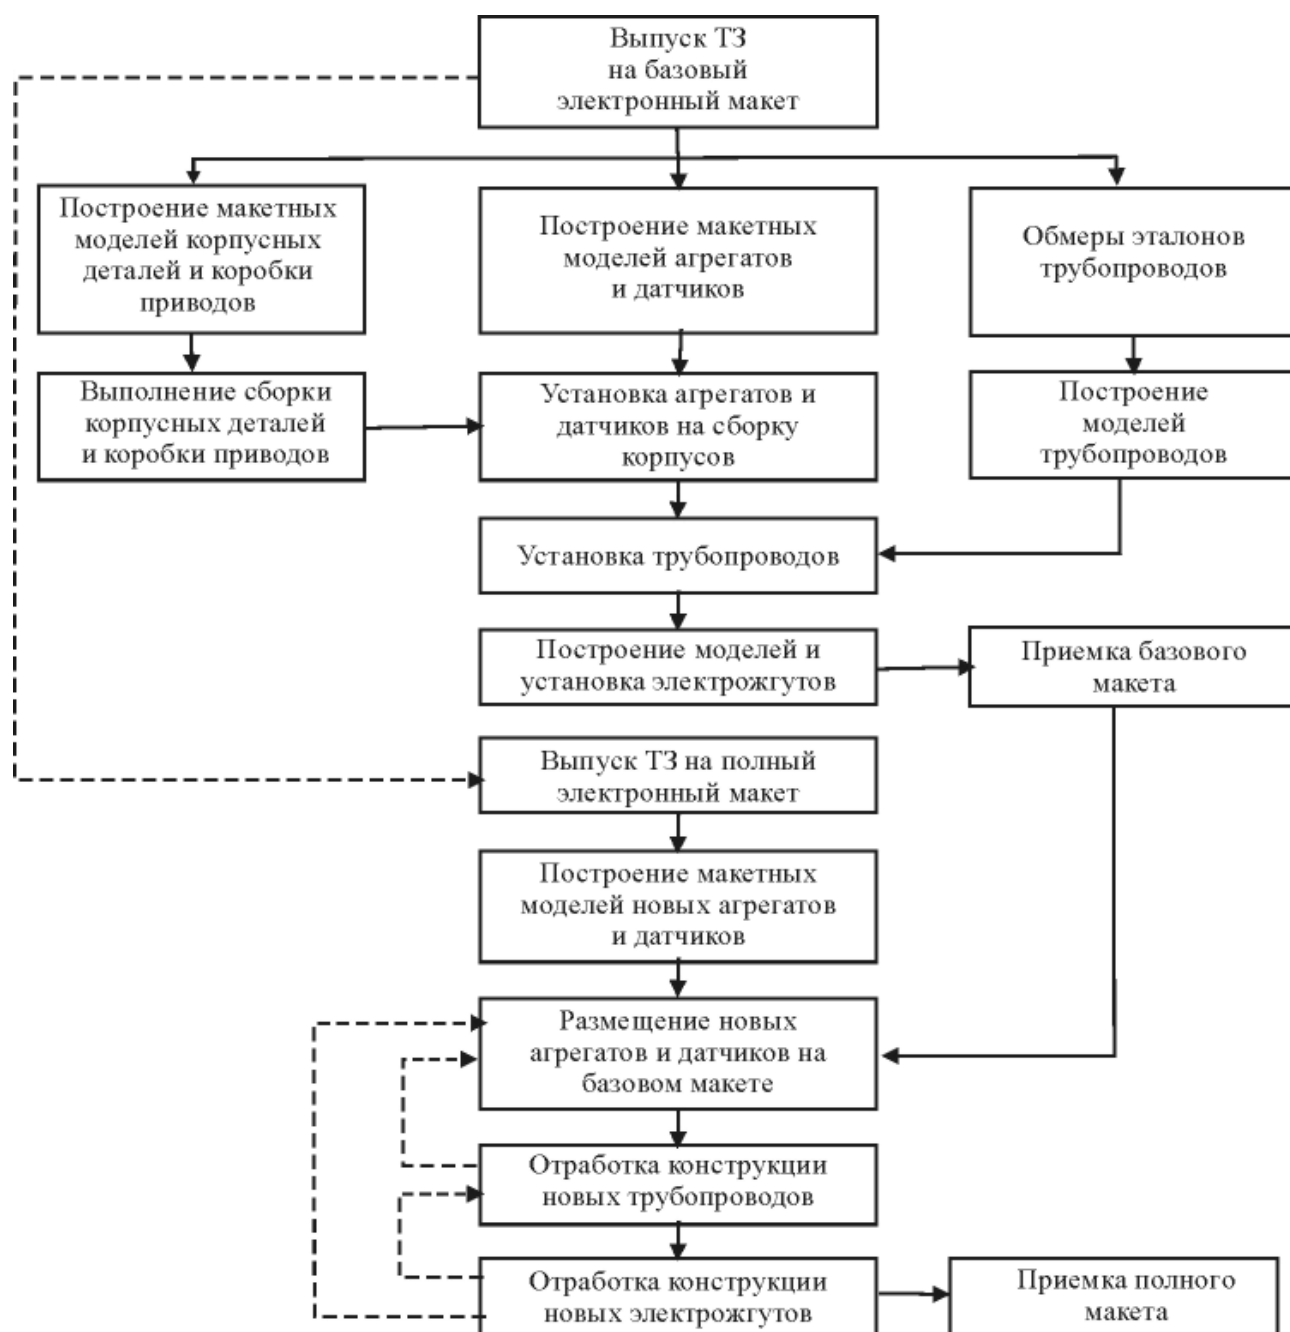 Выпуск ТЗ
на базовый
электронный макет
Построение макетных
моделей корпусных
деталей и коробки
приводов
Построение макетных
моделей агрегатов
и датчиков
Обмеры эталонов
трубопроводов
Выполнение сборки
корпусных деталей
и коробки приводов
Установка агрегатов и
датчиков на сборку
корпусов
Построение
моделей
трубопроводов
Установка трубопроводов
Построение моделей и
установка электрожгутов
Приемка базового
макета
Выпуск ТЗ на полный
электронный макет
Построение макетных
моделей новых агрегатов
и датчиков
Размещение новых
агрегатов и датчиков на
базовом макете
Отработка конструкции
новых трубопроводов
Отработка конструкции
новых электрожгутов
Приемка полного
макета